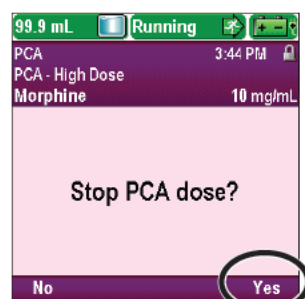 99.9 mL Running
PCA 3:44 PM
PCA - High Dose
Morphine 10 mg/mL
Stop PCA dose?
No Yes